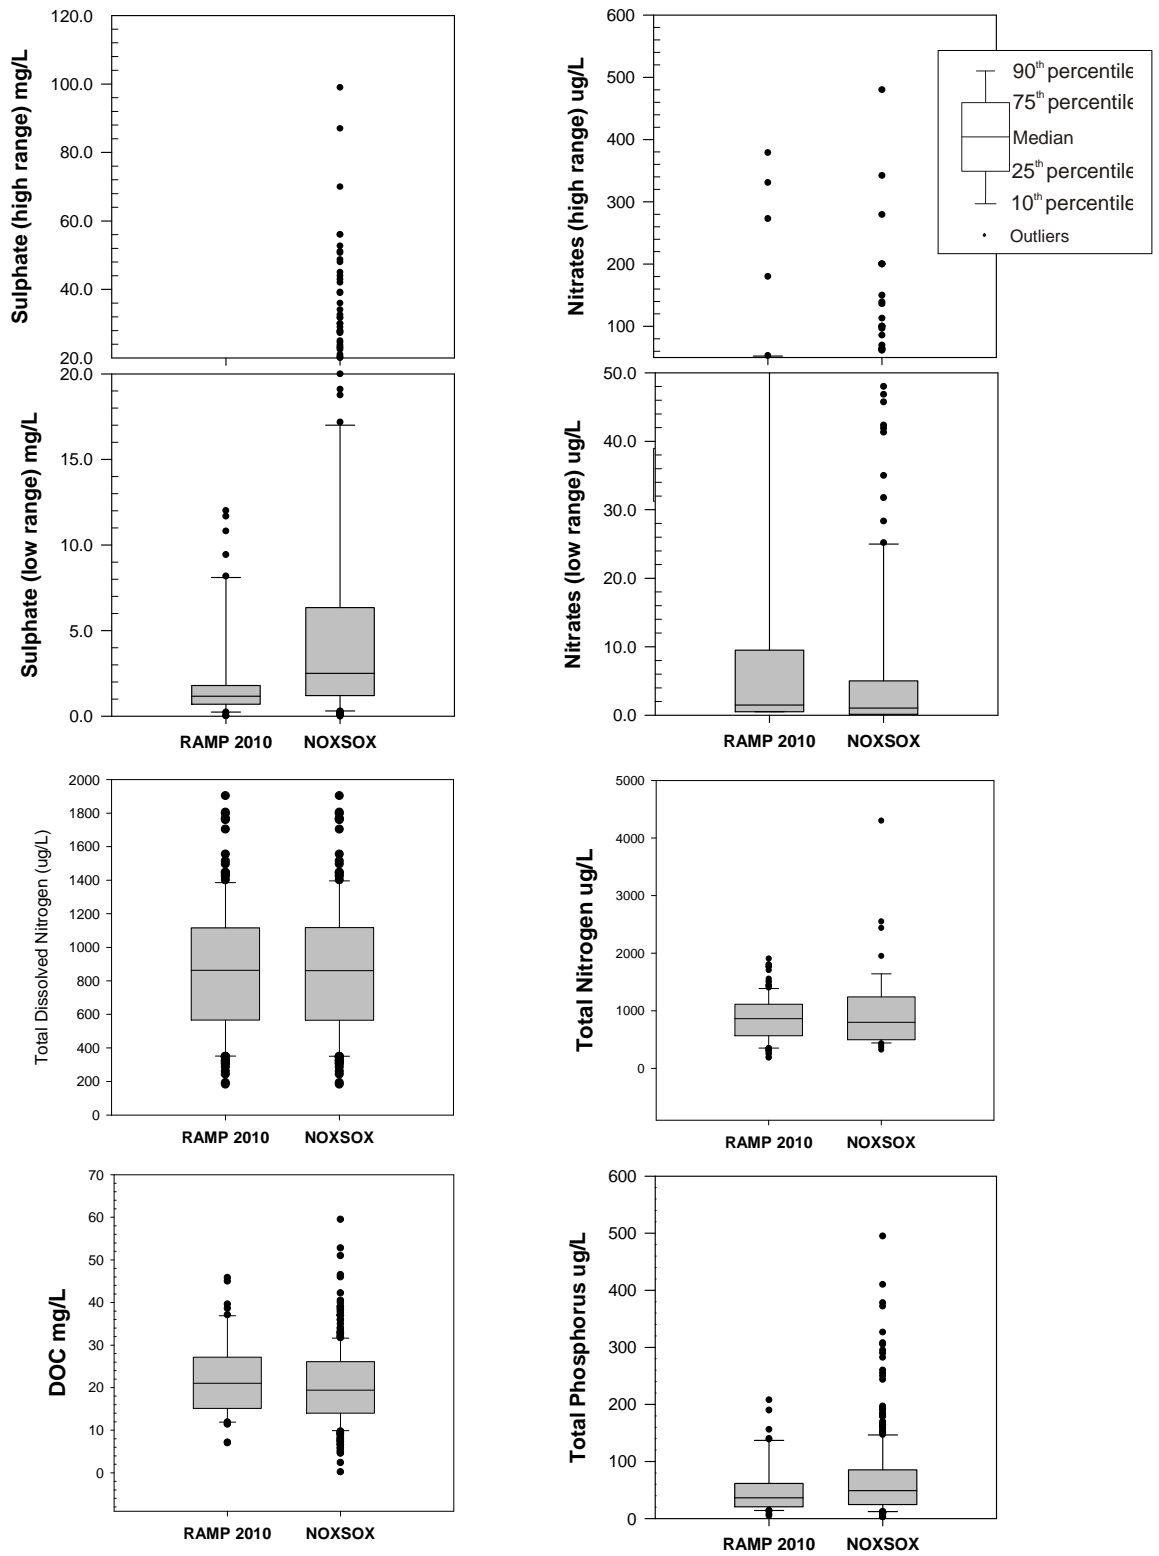 Sulphate (high range) mg/L
120.0
100.0
80.0
60.0
40.0
20.0
Nitrates (high range) ug/L
600
500
400
300
200
100
90th percentile
75th percentile
Median
25th percentile
10th percentile
Outliers
Sulphate (low range) mg/L
20.0
15.0
10.0
5.0
0.0
RAMP 2010 NOXSOX
Nitrates (low range) ug/L
50.0
40.0
30.0
20.0
10.0
0.0
RAMP 2010 NOXSOX
Total Dissolved Nitrogen (ug/L)
2000
1800
1600
1400
1200
1000
800
600
400
200
0
RAMP 2010 NOXSOX
Total Nitrogen ug/L
5000
4000
3000
2000
1000
0
RAMP 2010 NOXSOX
DOC mg/L
70
60
50
40
30
20
10
0
RAMP 2010 NOXSOX
Total Phosphorus ug/L
600
500
400
300
200
100
0
RAMP 2010 NOXSOX